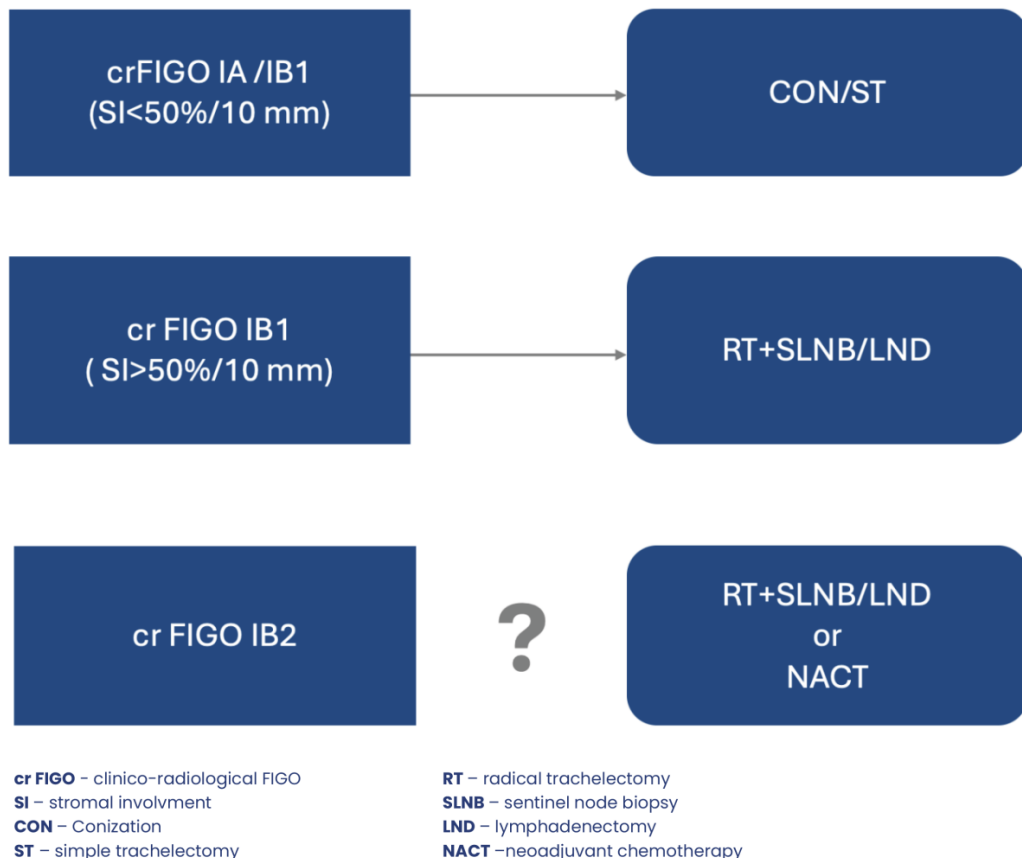 crFIGO IA /IB1
(SI<50%/10 mm)
CON/ST
cr FIGO IB1
( SI>50%/10 mm)
RT+SLNB/LND
cr FIGO IB2
?
RT+SLNB/LND
or
NACT
cr FIGO - clinico-radiological FIGO
SI – stromal involvment
CON – Conization
ST – simple trachelectomy
RT – radical trachelectomy
SLNB – sentinel node biopsy
LND – lymphadenectomy
NACT –neoadjuvant chemotherapy